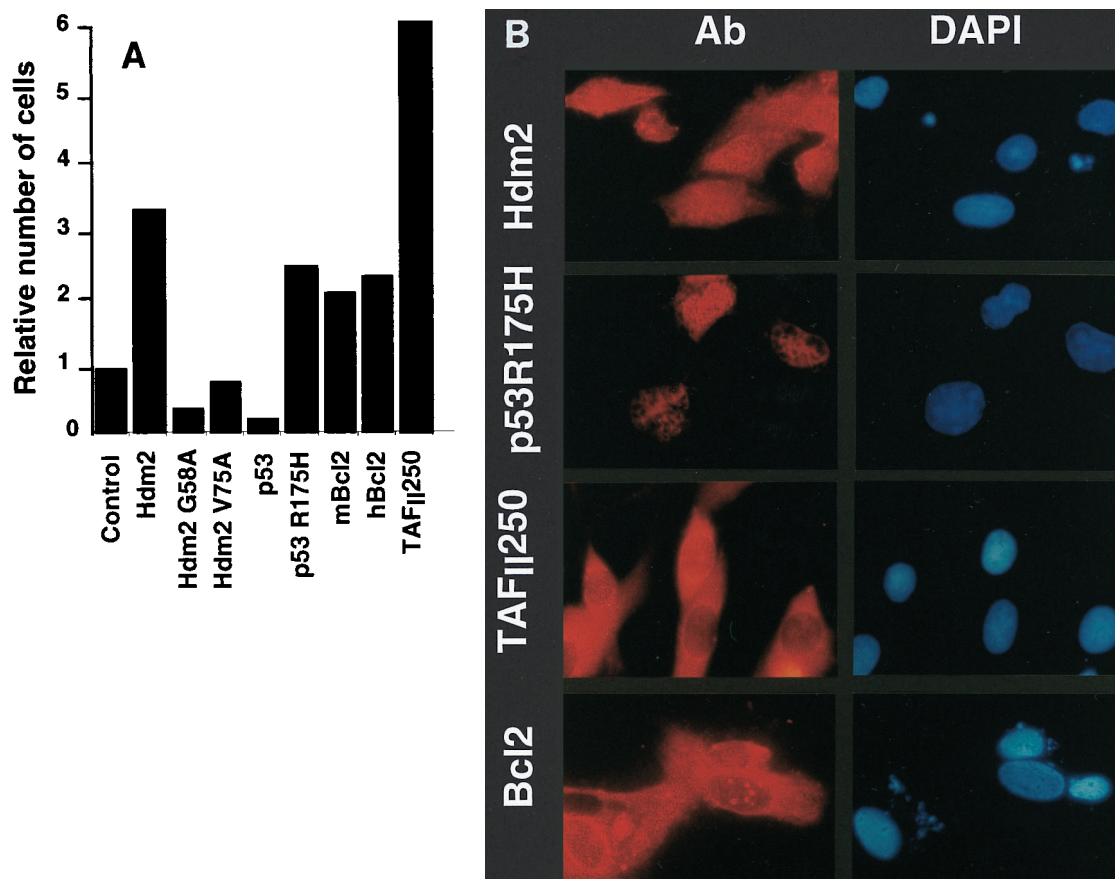 A
Relative number of cells
6
5
4
3
2
1
0
Control
Hdm2
Hdm2 G58A
Hdm2 V75A
p53
p53 R175H
mBcl2
hBcl2
TAFII250
B
Ab
DAPI
Hdm2
p53R175H
TAFII250
Bcl2